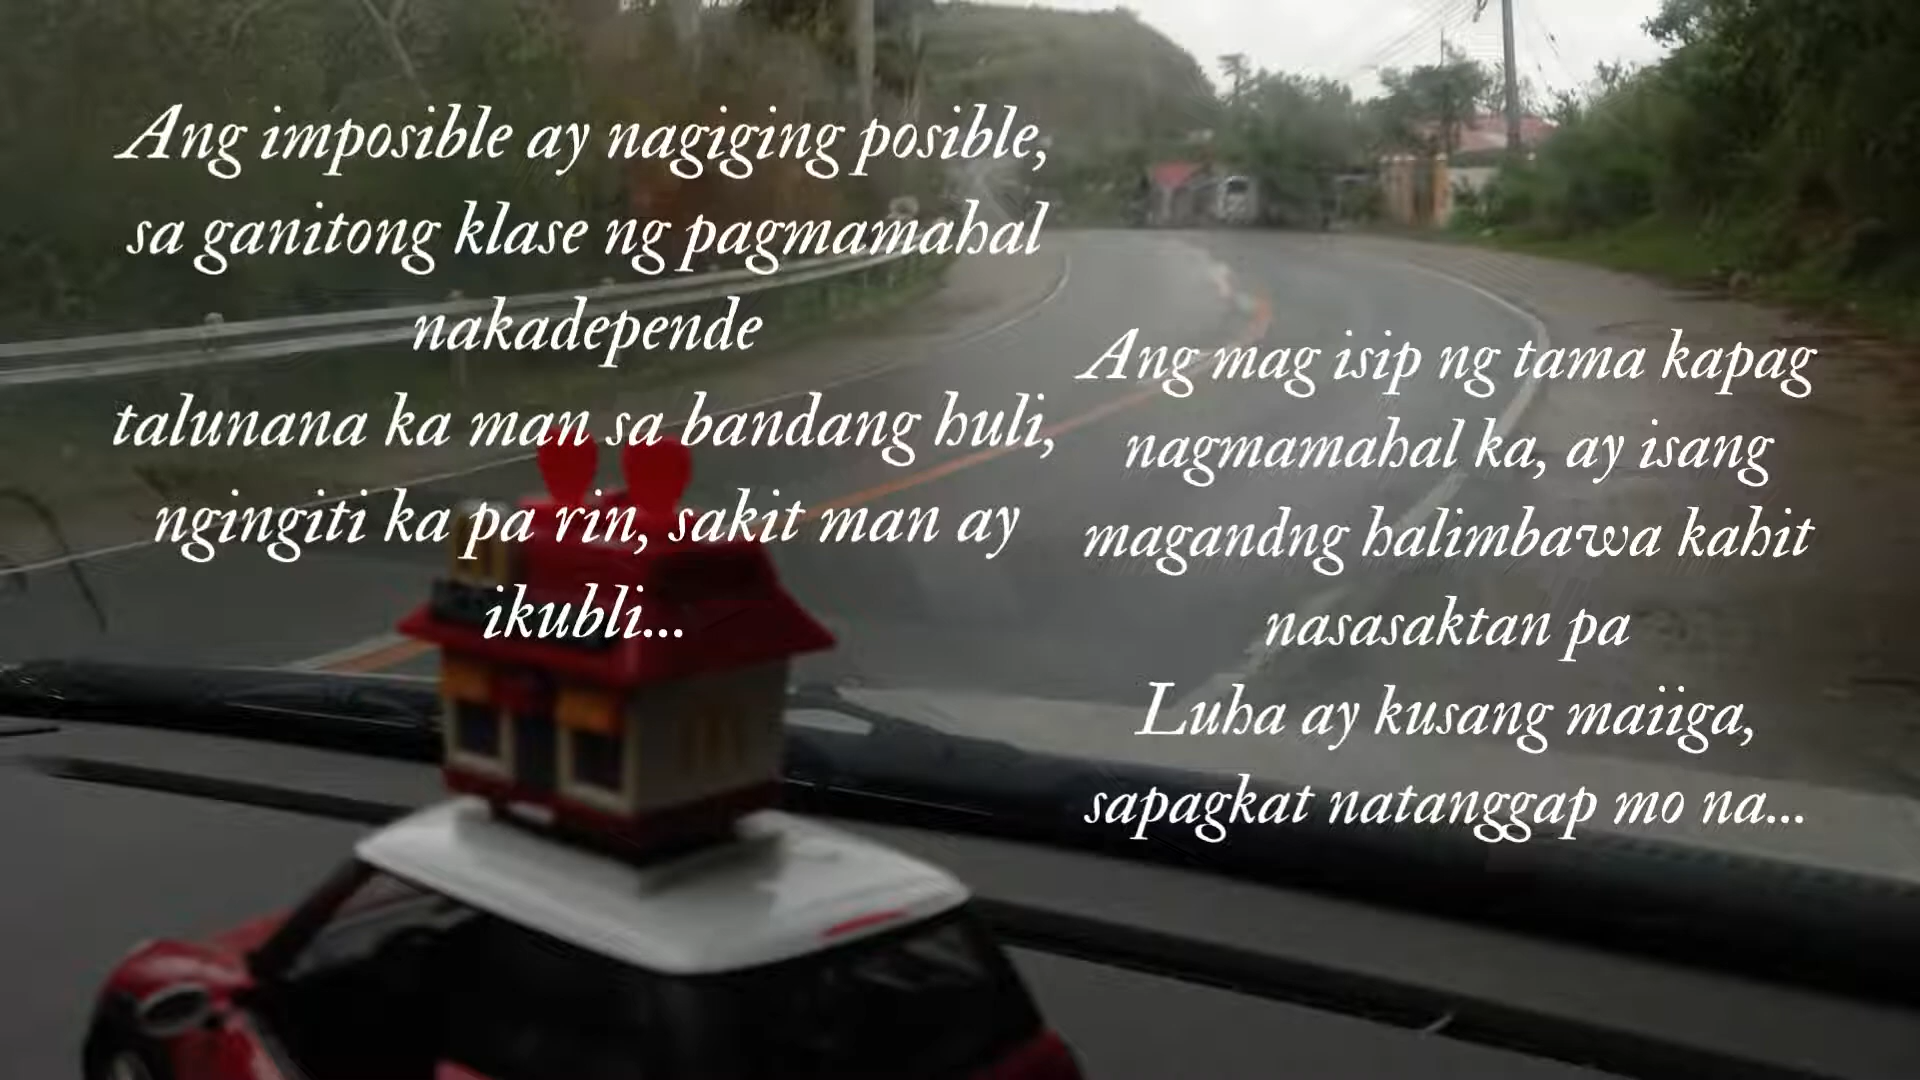 Ang imposible ay nagiging posible,
sa ganitong klase ng pagmamahal
nakadepende
talunana ka man sa bandang huli,
ngingiti ka pa rin, sakit man ay
ikubli...
Ang mag isip ng tama kapag
nagmamahal ka, ay isang
magandng halimbawa kahit
nasasaktan pa
Luha ay kusang maiiga,
sapagkat natanggap mo na...